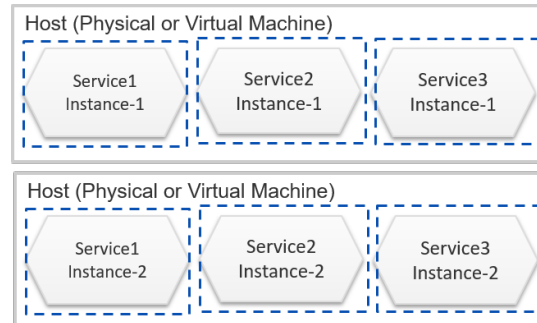 Host (Physical or Virtual Machine)
Service1
Instance-1
Service2
Instance-1
Service3
Instance-1
Host (Physical or Virtual Machine)
Service1
Instance-2
Service2
Instance-2
Service3
Instance-2